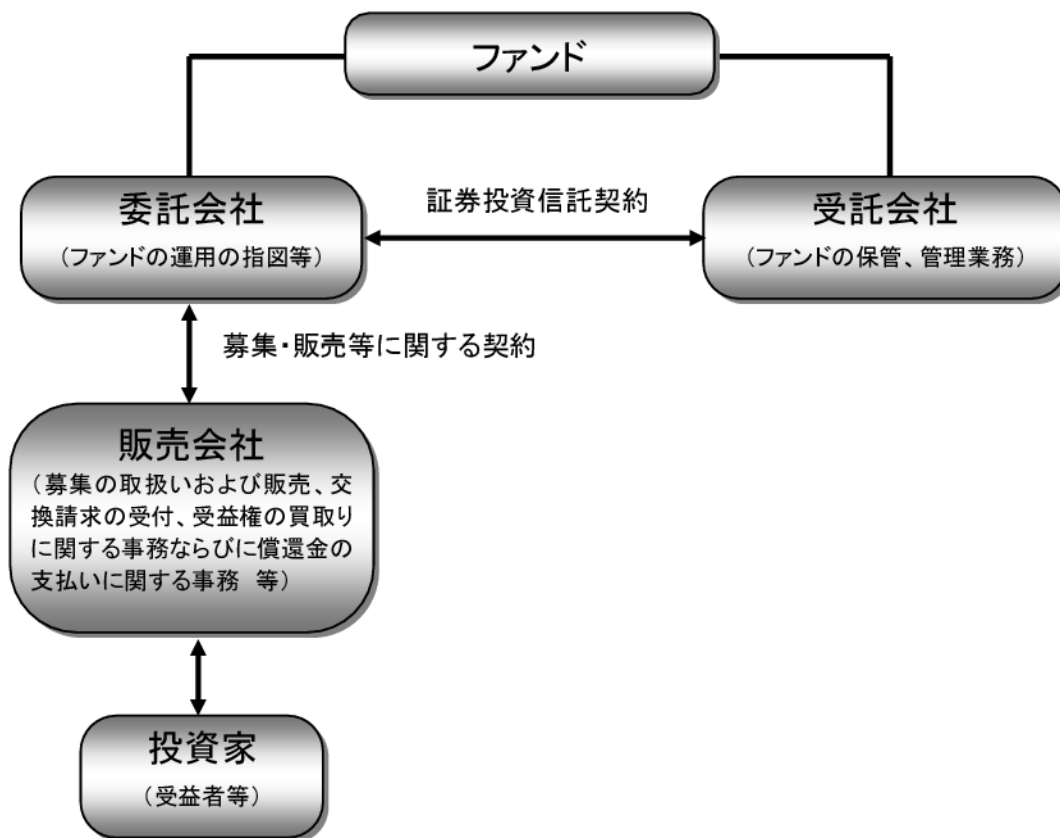 ファンド
委託会社
(ファンドの運用の指図等)
証券投資信託契約
受託会社
(ファンドの保管、管理業務)
募集・販売等に関する契約
販売会社
(募集の取扱いおよび販売、交
換請求の受付、受益権の買取り
に関する事務ならびに償還金の
支払いに関する事務 等)
投資家
(受益者等)